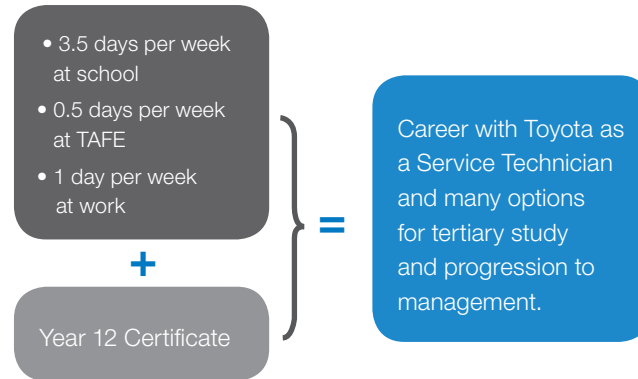 • 3.5 days per week
at school
• 0.5 days per week
at TAFE
• 1 day per week
at work
+
Year 12 Certificate
=
Career with Toyota as
a Service Technician
and many options
for tertiary study
and progression to
management.